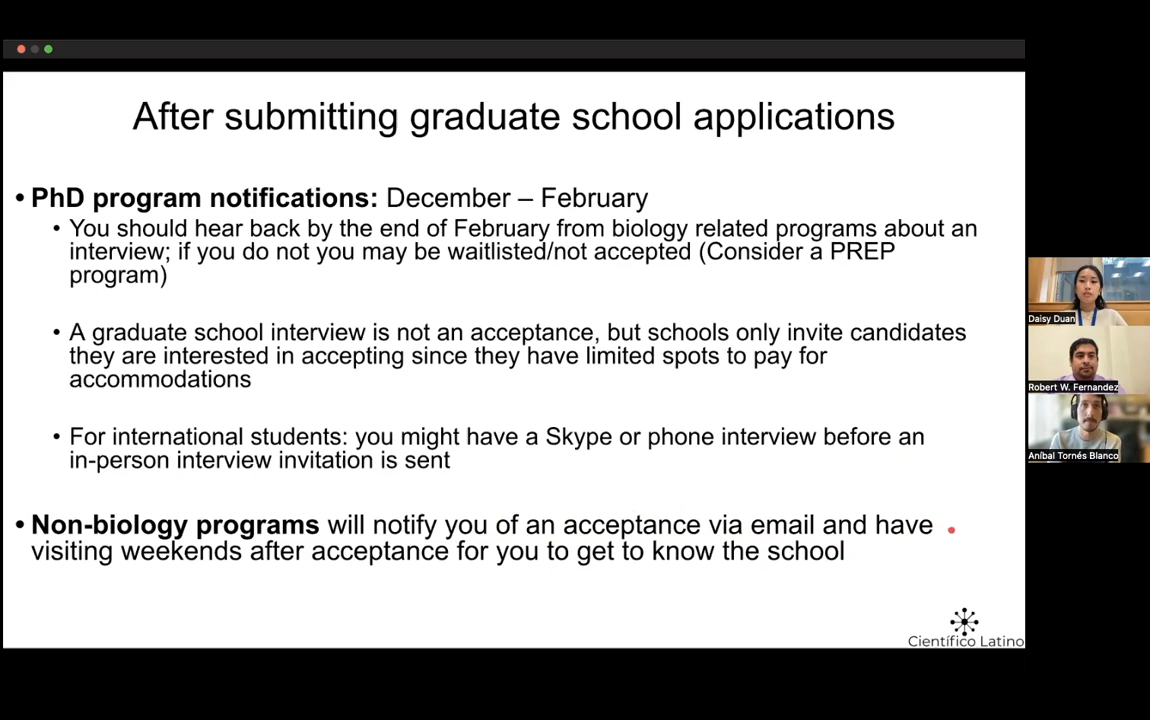 After submitting graduate school applications
• PhD program notifications: December – February
• You should hear back by the end of February from biology related programs about an
interview; if you do not you may be waitlisted/not accepted (Consider a PREP
program)
• A graduate school interview is not an acceptance, but schools only invite candidates
they are interested in accepting since they have limited spots to pay for
accommodations
• For international students: you might have a Skype or phone interview before an
in-person interview invitation is sent
• Non-biology programs will notify you of an acceptance via email and have
visiting weekends after acceptance for you to get to know the school
Científico Latino
Daisy Duan
Robert W. Fernandez
Aníbal Tornés Blanco